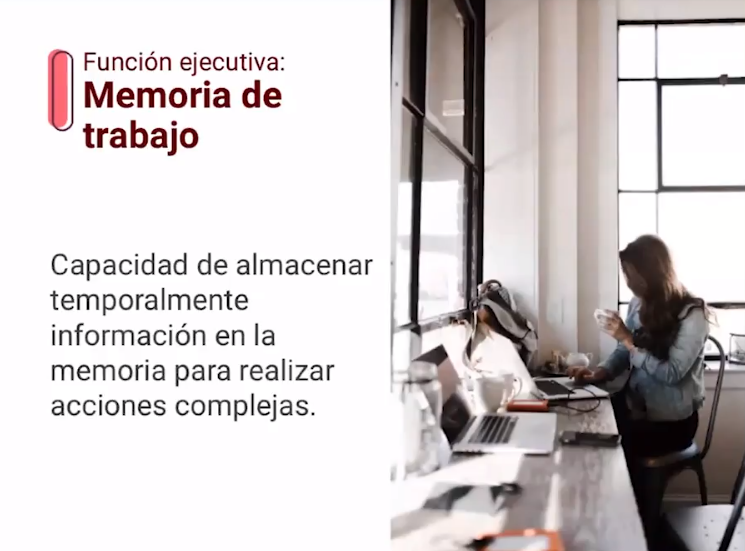 Función ejecutiva:
Memoria de
trabajo
Capacidad de almacenar
temporalmente
información en la
memoria para realizar
acciones complejas.